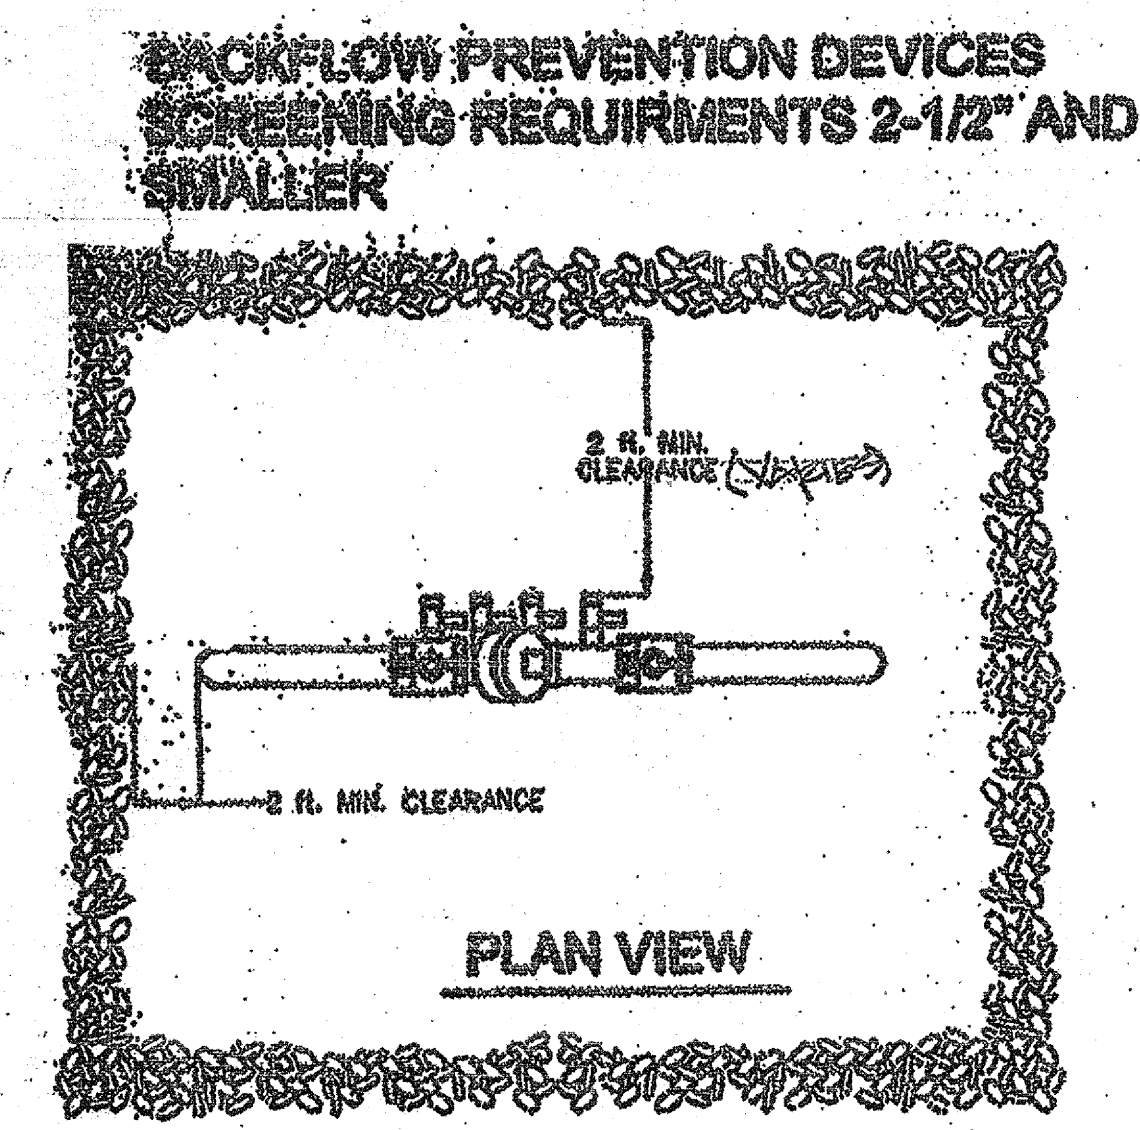 BACKFLOW PREVENTION DEVICES
SCREENING REQUIRMENTS 2-1/2" AND
SMALLER
2 ft. MIN.
CLEARANCE
2 ft. MIN. CLEARANCE
PLAN VIEW